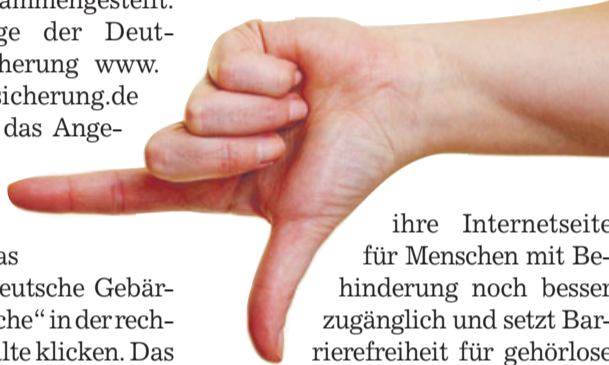 ge der Deut-
herung www.
sicherung.de
das Ange-
as
eutsche Gebär-
che“ in der rech-
lte klicken. Das
ihre Internetseite
für Menschen mit Be-
hinderung noch besser
zugänglich und setzt Bar-
rierefreiheit für gehörlose